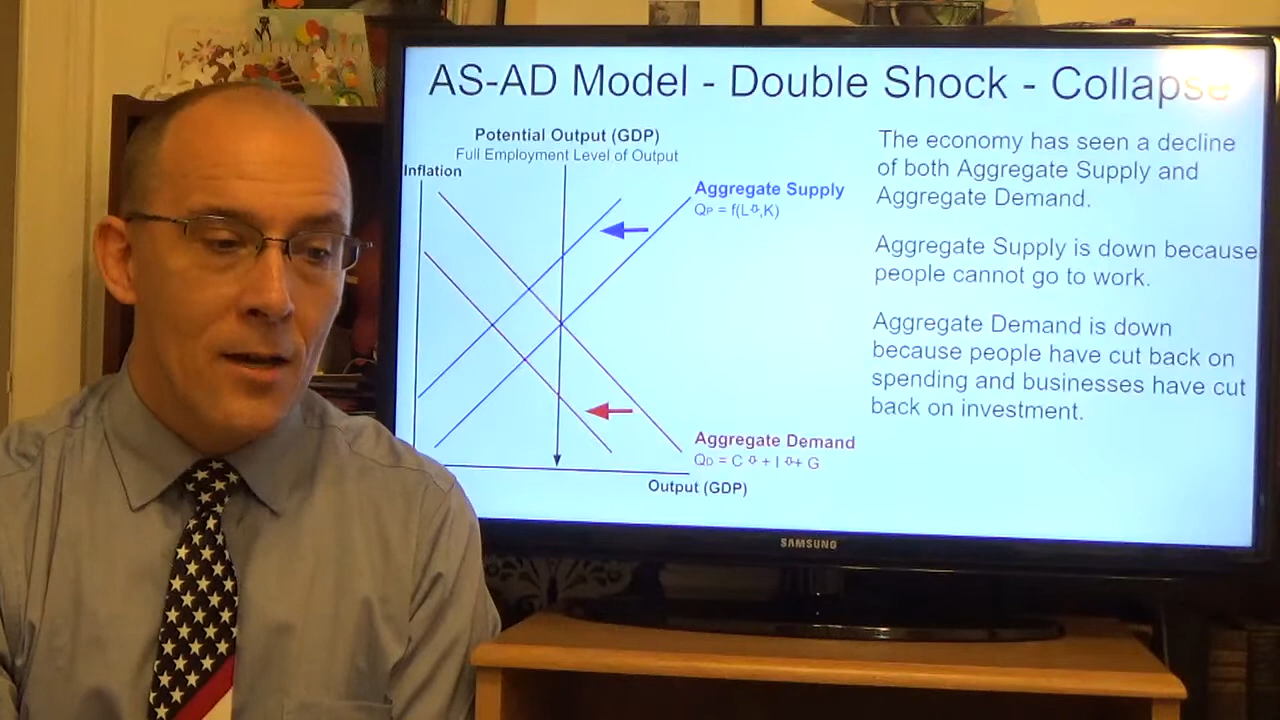 AS-AD Model - Double Shock - Collapse
Potential Output (GDP)
Full Employment Level of Output
Inflation
Aggregate Supply
QP = f(L⇩,K)
Aggregate Demand
QD = C ⇩ + I ⇩+ G
Output (GDP)
The economy has seen a decline
of both Aggregate Supply and
Aggregate Demand.
Aggregate Supply is down because
people cannot go to work.
Aggregate Demand is down
because people have cut back on
spending and businesses have cut
back on investment.
SAMSUNG